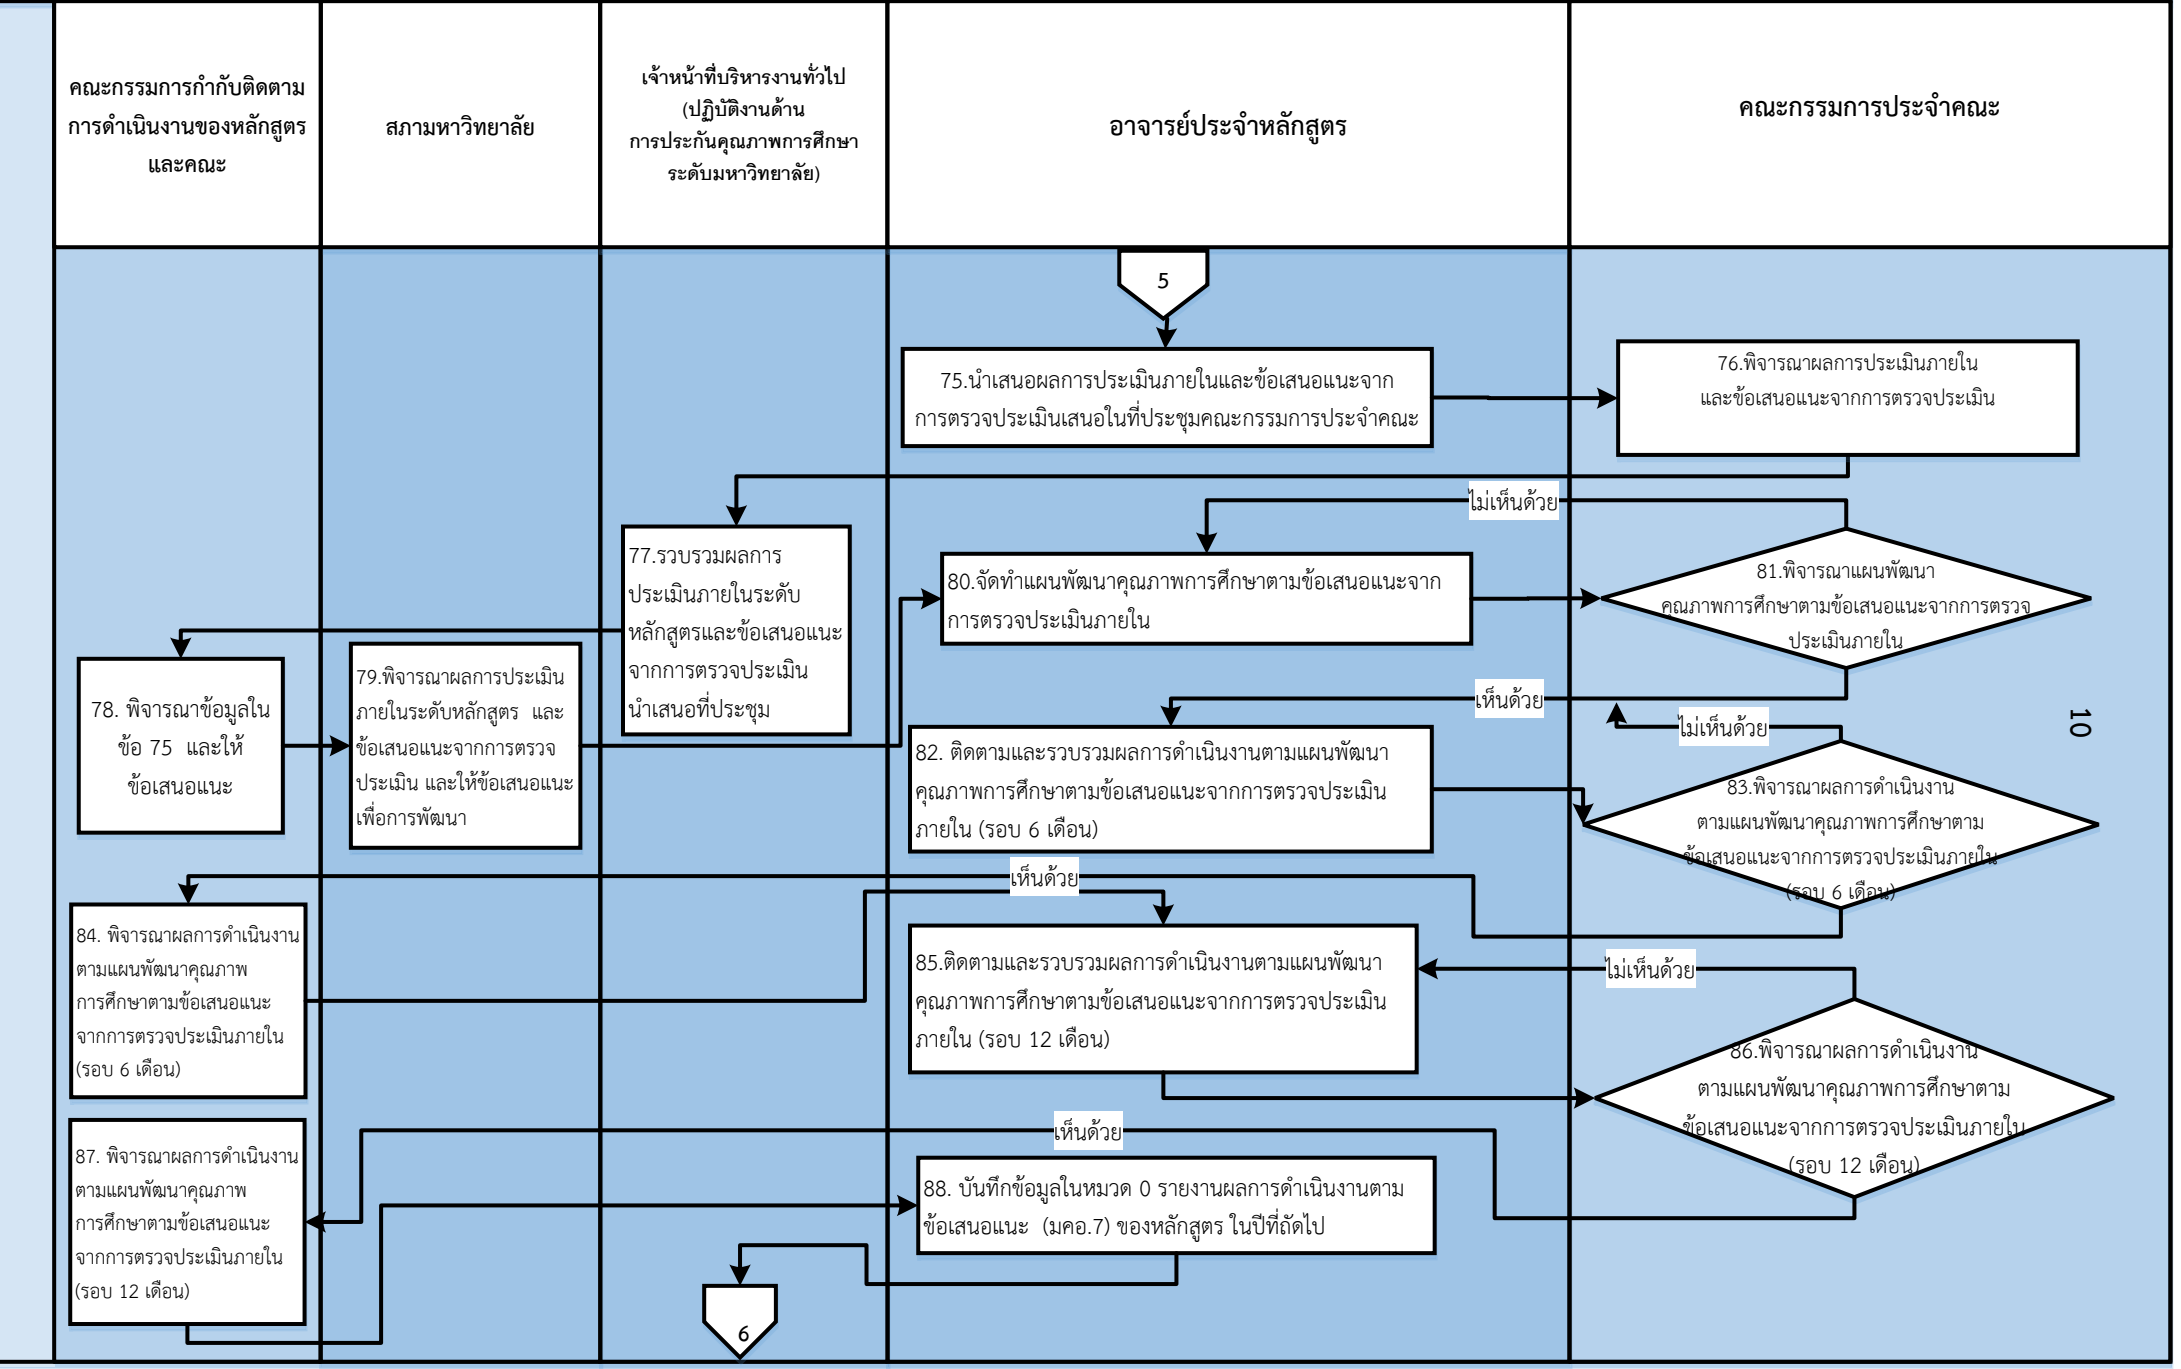 คณะกรรมการกำกับติดตาม
การดำเนินงานของหลักสูตร
และคณะ
สภามหาวิทยาลัย
เจ้าหน้าที่บริหารงานทั่วไป
(ปฏิบัติงานด้าน
การประกันคุณภาพการศึกษา
ระดับมหาวิทยาลัย)
อาจารย์ประจำหลักสูตร
คณะกรรมการประจำคณะ
5
75.นำเสนอผลการประเมินภายในและข้อเสนอแนะจาก
การตรวจประเมินเสนอในที่ประชุมคณะกรรมการประจำคณะ
76.พิจารณาผลการประเมินภายใน
และข้อเสนอแนะจากการตรวจประเมิน
ไม่เห็นด้วย
77.รวบรวมผลการ
ประเมินภายในระดับ
หลักสูตรและข้อเสนอแนะ
จากการตรวจประเมิน
นำเสนอที่ประชุม
80.จัดทำแผนพัฒนาคุณภาพการศึกษาตามข้อเสนอแนะจาก
การตรวจประเมินภายใน
81.พิจารณาแผนพัฒนา
คุณภาพการศึกษาตามข้อเสนอแนะจากการตรวจ
ประเมินภายใน
78. พิจารณาข้อมูลใน
ข้อ 75 และให้
ข้อเสนอแนะ
79.พิจารณาผลการประเมิน
ภายในระดับหลักสูตร และ
ข้อเสนอแนะจากการตรวจ
ประเมิน และให้ข้อเสนอแนะ
เพื่อการพัฒนา
เห็นด้วย
ไม่เห็นด้วย
10
82. ติดตามและรวบรวมผลการดำเนินงานตามแผนพัฒนา
คุณภาพการศึกษาตามข้อเสนอแนะจากการตรวจประเมิน
ภายใน (รอบ 6 เดือน)
83.พิจารณาผลการดำเนินงาน
ตามแผนพัฒนาคุณภาพการศึกษาตาม
ข้อเสนอแนะจากการตรวจประเมินภายใน
(รอบ 6 เดือน)
เห็นด้วย
84. พิจารณาผลการดำเนินงาน
ตามแผนพัฒนาคุณภาพ
การศึกษาตามข้อเสนอแนะ
จากการตรวจประเมินภายใน
(รอบ 6 เดือน)
85.ติดตามและรวบรวมผลการดำเนินงานตามแผนพัฒนา
คุณภาพการศึกษาตามข้อเสนอแนะจากการตรวจประเมิน
ภายใน (รอบ 12 เดือน)
ไม่เห็นด้วย
86.พิจารณาผลการดำเนินงาน
ตามแผนพัฒนาคุณภาพการศึกษาตาม
ข้อเสนอแนะจากการตรวจประเมินภายใน
(รอบ 12 เดือน)
เห็นด้วย
87. พิจารณาผลการดำเนินงาน
ตามแผนพัฒนาคุณภาพ
การศึกษาตามข้อเสนอแนะ
จากการตรวจประเมินภายใน
(รอบ 12 เดือน)
88. บันทึกข้อมูลในหมวด 0 รายงานผลการดำเนินงานตาม
ข้อเสนอแนะ (มคอ.7) ของหลักสูตร ในปีที่ถัดไป
6